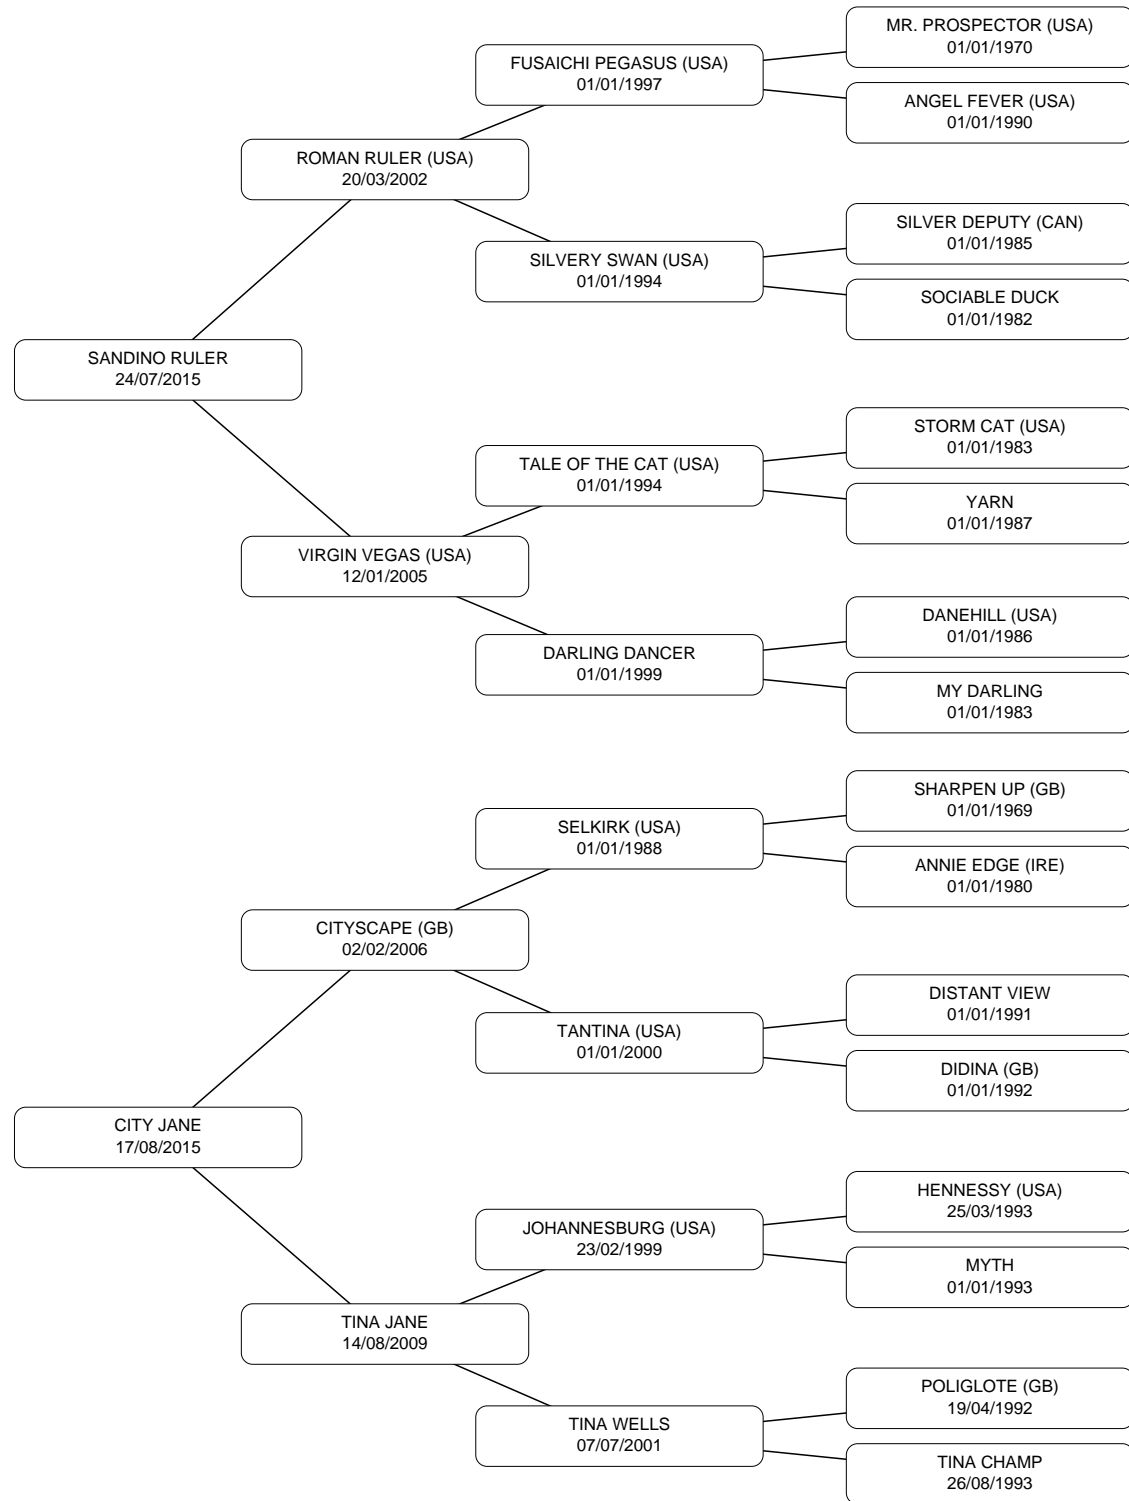 MR. PROSPECTOR (USA)
01/01/1970
FUSAICHI PEGASUS (USA)
01/01/1997
ANGEL FEVER (USA)
01/01/1990
ROMAN RULER (USA)
20/03/2002
SILVER DEPUTY (CAN)
01/01/1985
SILVERY SWAN (USA)
01/01/1994
SOCIABLE DUCK
01/01/1982
SANDINO RULER
24/07/2015
STORM CAT (USA)
01/01/1983
TALE OF THE CAT (USA)
01/01/1994
YARN
01/01/1987
VIRGIN VEGAS (USA)
12/01/2005
DANEHILL (USA)
01/01/1986
DARLING DANCER
01/01/1999
MY DARLING
01/01/1983
SHARPEN UP (GB)
01/01/1969
SELKIRK (USA)
01/01/1988
ANNIE EDGE (IRE)
01/01/1980
CITYSCAPE (GB)
02/02/2006
DISTANT VIEW
01/01/1991
TANTINA (USA)
01/01/2000
DIDINA (GB)
01/01/1992
CITY JANE
17/08/2015
HENNESSY (USA)
25/03/1993
JOHANNESBURG (USA)
23/02/1999
MYTH
01/01/1993
TINA JANE
14/08/2009
POLIGLOTE (GB)
19/04/1992
TINA WELLS
07/07/2001
TINA CHAMP
26/08/1993